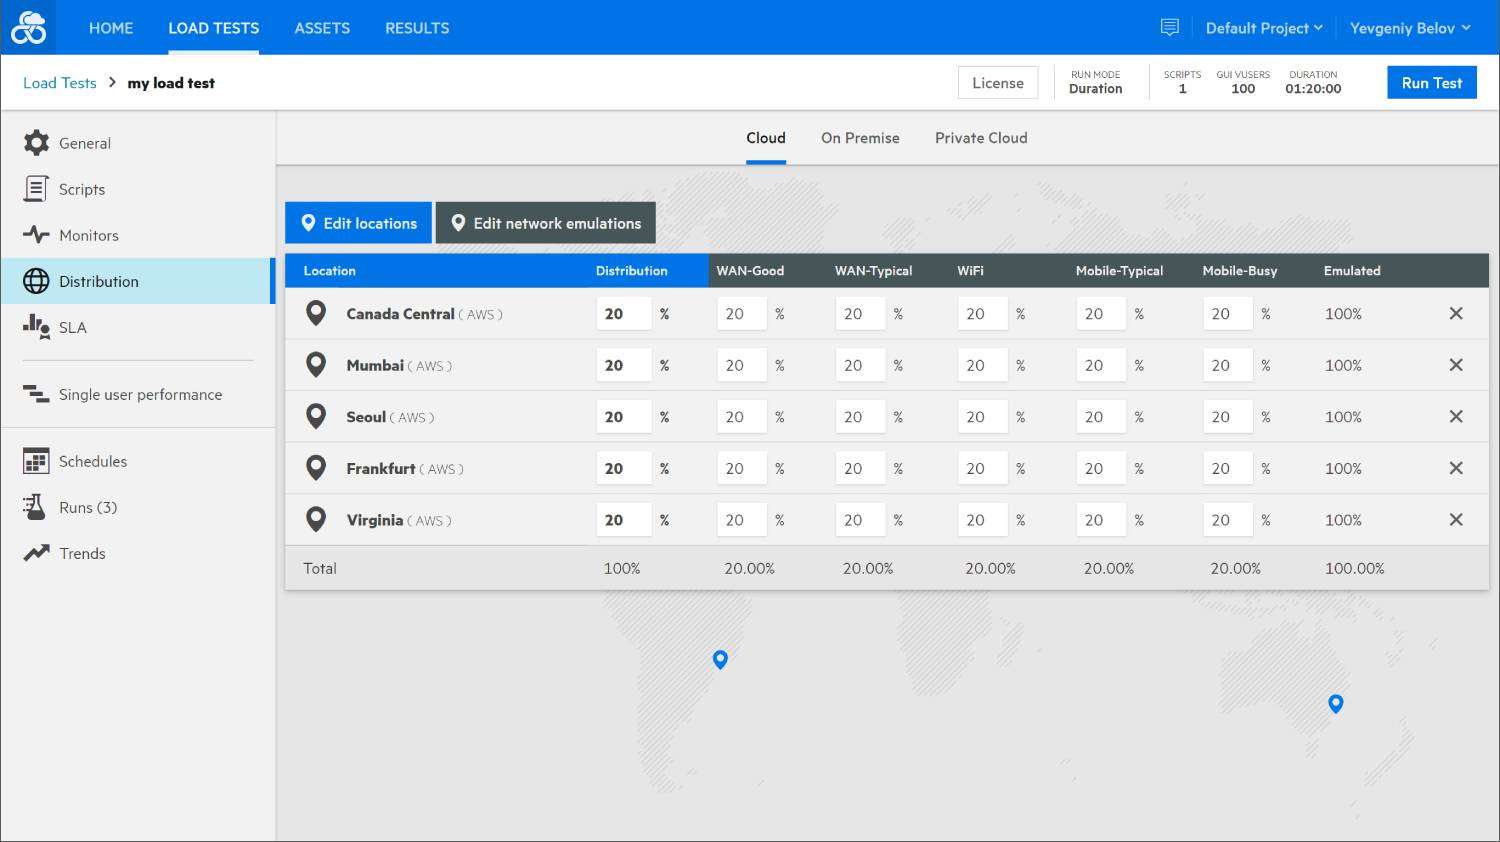 HOME LOAD TESTS ASSETS RESULTS Default Project Yevgeniy Belov
Load Tests > my load test License RUN MODE Duration SCRIPTS 1 GUI VUSERS 100 DURATION 01:20:00 Run Test
General
Scripts
Monitors
Distribution
SLA
Single user performance
Schedules
Runs (3)
Trends
Cloud On Premise Private Cloud
Edit locations Edit network emulations
Location Distribution WAN-Good WAN-Typical WiFi Mobile-Typical Mobile-Busy Emulated
Canada Central ( AWS ) 20 % 20 % 20 % 20 % 20 % 20 % 100%
Mumbai ( AWS ) 20 % 20 % 20 % 20 % 20 % 20 % 100%
Seoul ( AWS ) 20 % 20 % 20 % 20 % 20 % 20 % 100%
Frankfurt ( AWS ) 20 % 20 % 20 % 20 % 20 % 20 % 100%
Virginia ( AWS ) 20 % 20 % 20 % 20 % 20 % 20 % 100%
Total 100% 20.00% 20.00% 20.00% 20.00% 20.00% 100.00%